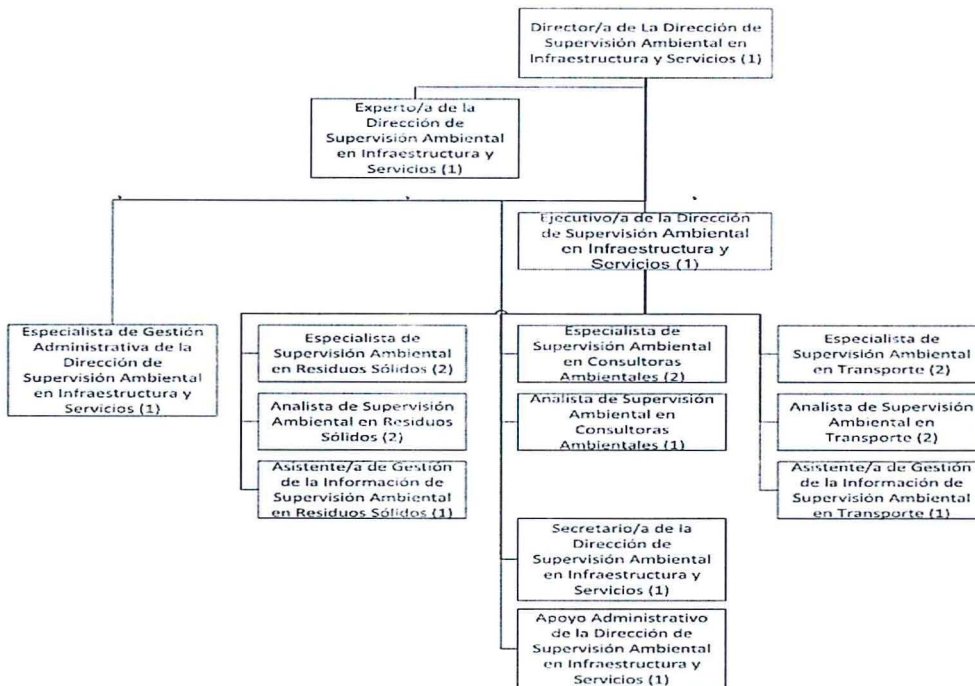 Director/a de La Dirección de
Supervisión Ambiental en
Infraestructura y Servicios (1)
Experto/a de la
Dirección de
Supervisión Ambiental
en Infraestructura y
Servicios (1)
Ejecutivo/a de la Dirección
de Supervisión Ambiental
en Infraestructura y
Servicios (1)
Especialista de Gestión
Administrativa de la
Dirección de
Supervisión Ambiental
en Infraestructura y
Servicios (1)
Especialista de
Supervisión Ambiental
en Residuos Sólidos (2)
Analista de Supervisión
Ambiental en Residuos
Sólidos (2)
Asistente/a de Gestión
de la Información de
Supervisión Ambiental
en Residuos Sólidos (1)
Especialista de
Supervisión Ambiental
en Consultoras
Ambientales (2)
Analista de Supervisión
Ambiental en
Consultoras
Ambientales (1)
Especialista de
Supervisión Ambiental
en Transporte (2)
Analista de Supervisión
Ambiental en
Transporte (2)
Asistente/a de Gestión
de la Información de
Supervisión Ambiental
en Transporte (1)
Secretario/a de la
Dirección de
Supervisión Ambiental
en Infraestructura y
Servicios (1)
Apoyo Administrativo
de la Dirección de
Supervisión Ambiental
en Infraestructura y
Servicios (1)